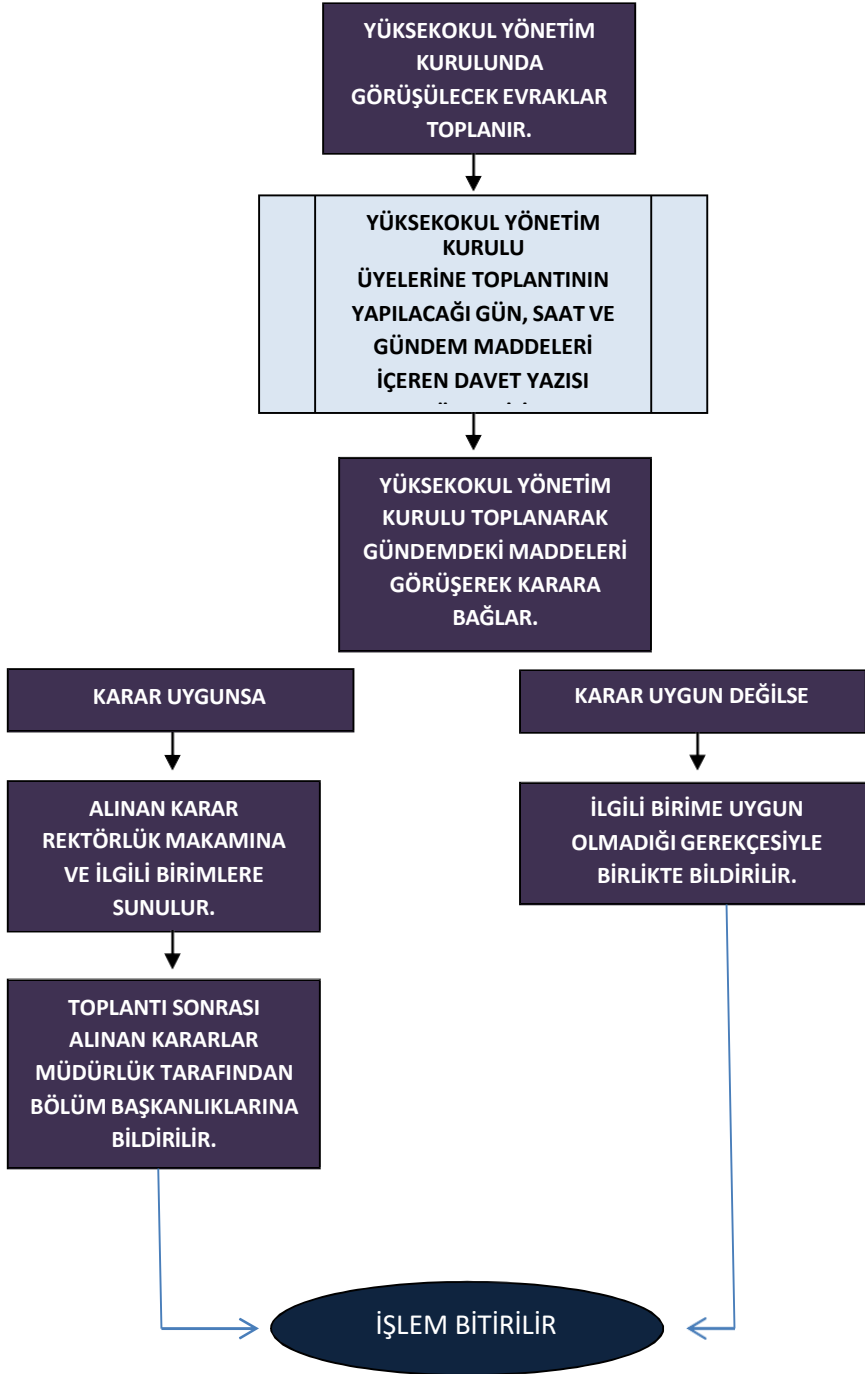 YÜKSEKOKUL YÖNETİM
KURULUNDA
GÖRÜŞÜLECEK EVRAKLAR
TOPLANIR.
YÜKSEKOKUL YÖNETİM
KURULU
ÜYELERİNE TOPLANTININ
YAPILACAĞI GÜN, SAAT VE
GÜNDEM MADDELERİ
İÇEREN DAVET YAZISI
YÜKSEKOKUL YÖNETİM
KURULU TOPLANARAK
GÜNDEMDEKİ MADDELERİ
GÖRÜŞEREK KARARA
BAĞLAR.
KARAR UYGUNSA
KARAR UYGUN DEĞİLSE
ALINAN KARAR
REKTÖRLÜK MAKAMINA
VE İLGİLİ BİRİMLERE
SUNULUR.
İLGİLİ BİRİME UYGUN
OLMADIĞI GEREKÇESİYLE
BİRLİKTE BİLDİRİLİR.
TOPLANTI SONRASI
ALINAN KARARLAR
MÜDÜRLÜK TARAFINDAN
BÖLÜM BAŞKANLIKLARINA
BİLDİRİLİR.
İŞLEM BİTİRİLİR